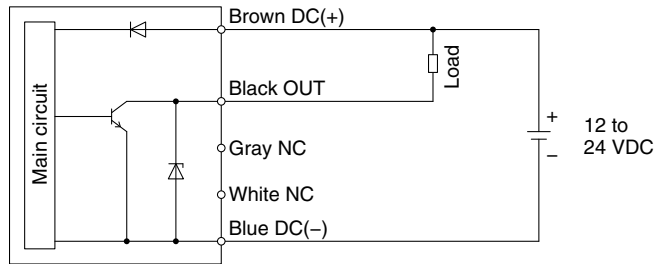 Brown DC(+)
Main circuit
Load
Black OUT
Gray NC
White NC
Blue DC(−)
+
−
12 to
24 VDC